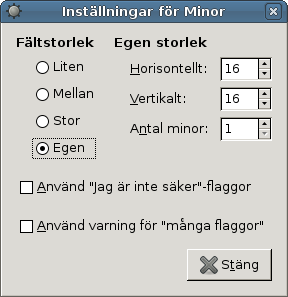 Inställningar för Minor
Fältstorlek
Liten
Mellan
Stor
Egen
Egen storlek
Horisontellt: 16
Vertikalt: 16
Antal minor: 1
Använd "Jag är inte säker"-flaggor
Använd varning för "många flaggor"
Stäng